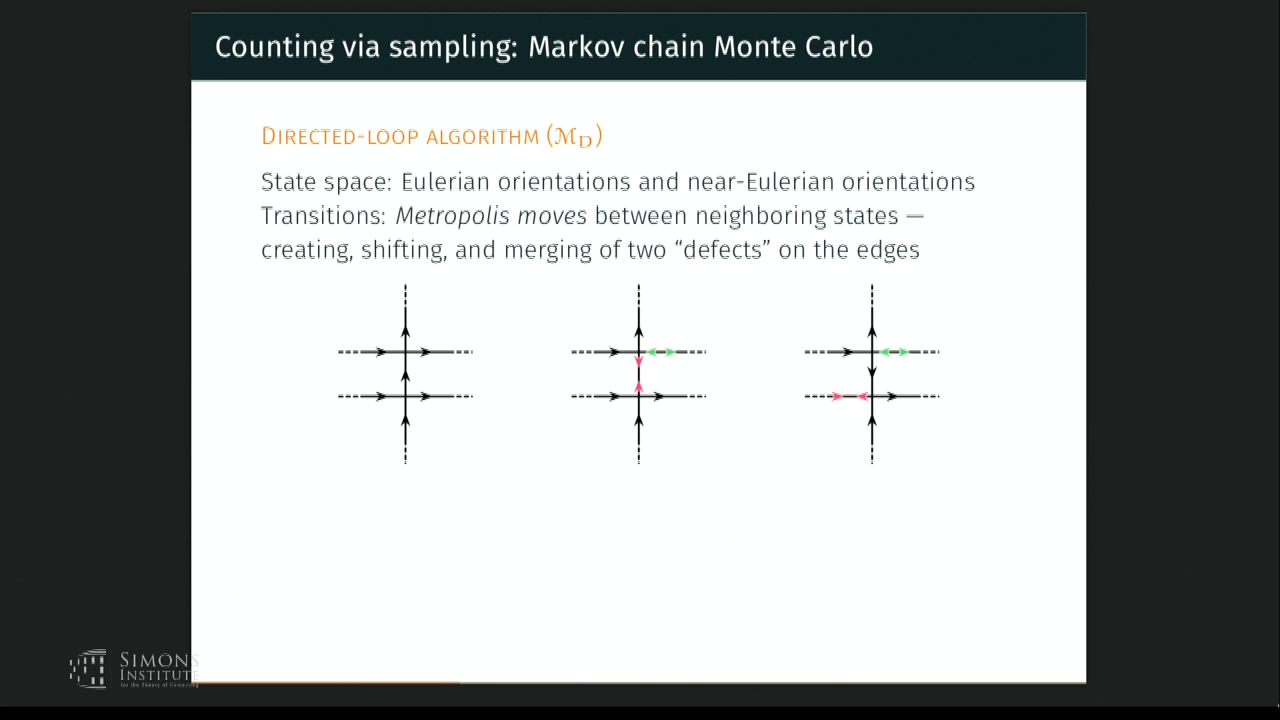 Counting via sampling: Markov chain Monte Carlo
Directed-loop algorithm (ℳ_D)
State space: Eulerian orientations and near-Eulerian orientations
Transitions: Metropolis moves between neighboring states —
creating, shifting, and merging of two “defects” on the edges
Simons
Institute
for the Theory of Computing